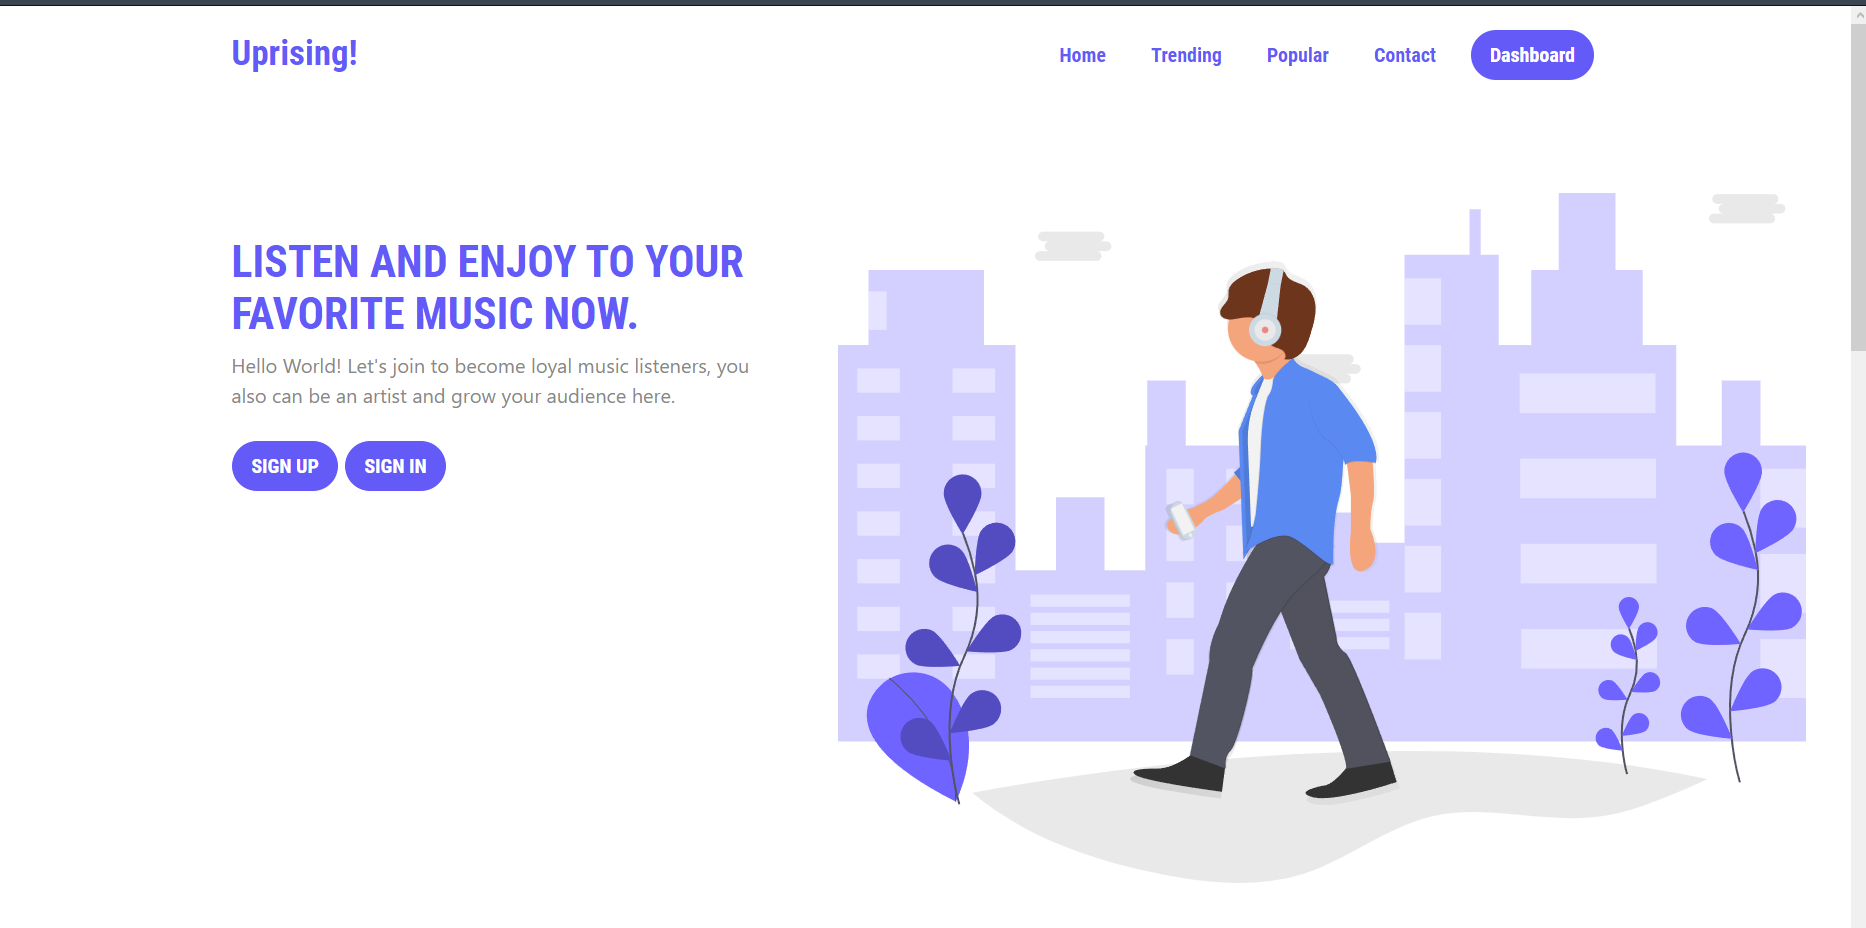 Uprising!
Home Trending Popular Contact Dashboard
LISTEN AND ENJOY TO YOUR
FAVORITE MUSIC NOW.
Hello World! Let's join to become loyal music listeners, you
also can be an artist and grow your audience here.
SIGN UP SIGN IN